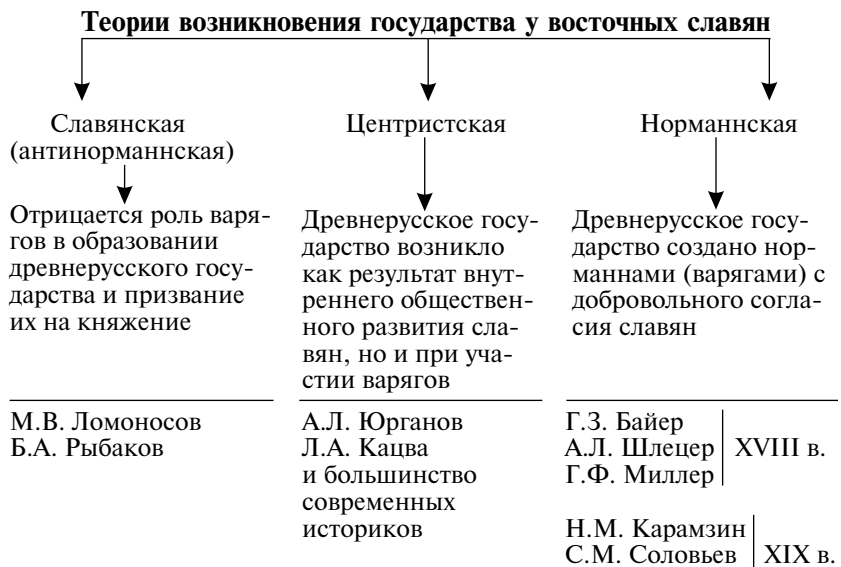 Теории возникновения государства у восточных славян
Славянская
(антинорманнская)
Отрицается роль варя-
гов в образовании
древнерусского госу-
дарства и призвание
их на княжение
М.В. Ломоносов
Б.А. Рыбаков
Центристская
Древнерусское госу-
дарство возникло
как результат внут-
реннего обществен-
ного развития сла-
вян, но и при учас-
тии варягов
А.Л. Юрганов
Л.А. Кацва
и большинство
современных
историков
Норманнская
Древнерусское госу-
дарство создано нор-
маннами (варягами) с
добровольного согла-
сия славян
Г.З. Байер
А.Л. Шлецер XVIII в.
Г.Ф. Миллер
Н.М. Карамзин
С.М. Соловьев XIX в.